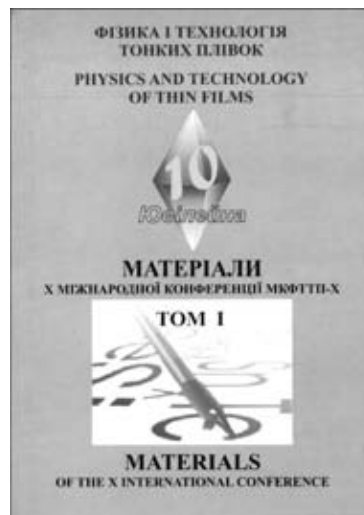 ФІЗИКА І ТЕХНОЛОГІЯ
ТОНКИХ ПЛІВОК
PHYSICS AND TECHNOLOGY
OF THIN FILMS
10
Ювілейна
МАТЕРІАЛИ
Х МІЖНАРОДНОЇ КОНФЕРЕНЦІЇ МКФТТП-Х
ТОМ І
MATERIALS
OF THE X INTERNATIONAL CONFERENCE